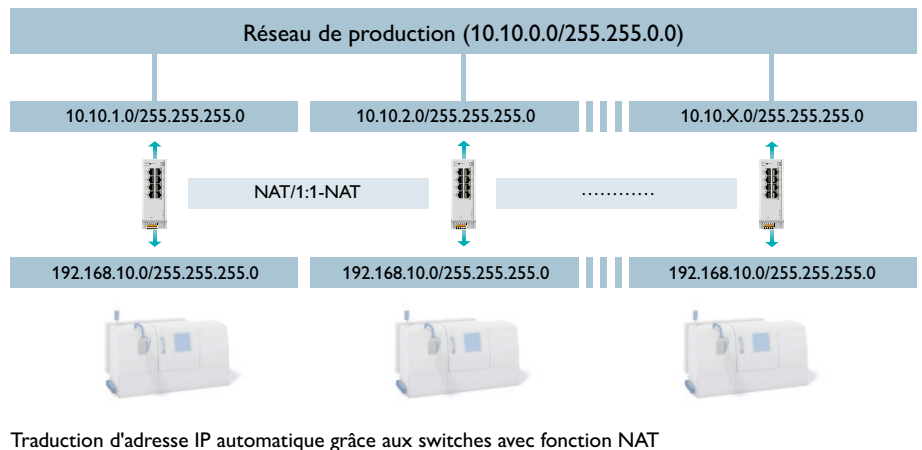 Réseau de production (10.10.0.0/255.255.0.0)
10.10.1.0/255.255.255.0
10.10.2.0/255.255.255.0
10.10.X.0/255.255.255.0
NAT/1:1-NAT
............
192.168.10.0/255.255.255.0
192.168.10.0/255.255.255.0
192.168.10.0/255.255.255.0
Traduction d'adresse IP automatique grâce aux switches avec fonction NAT